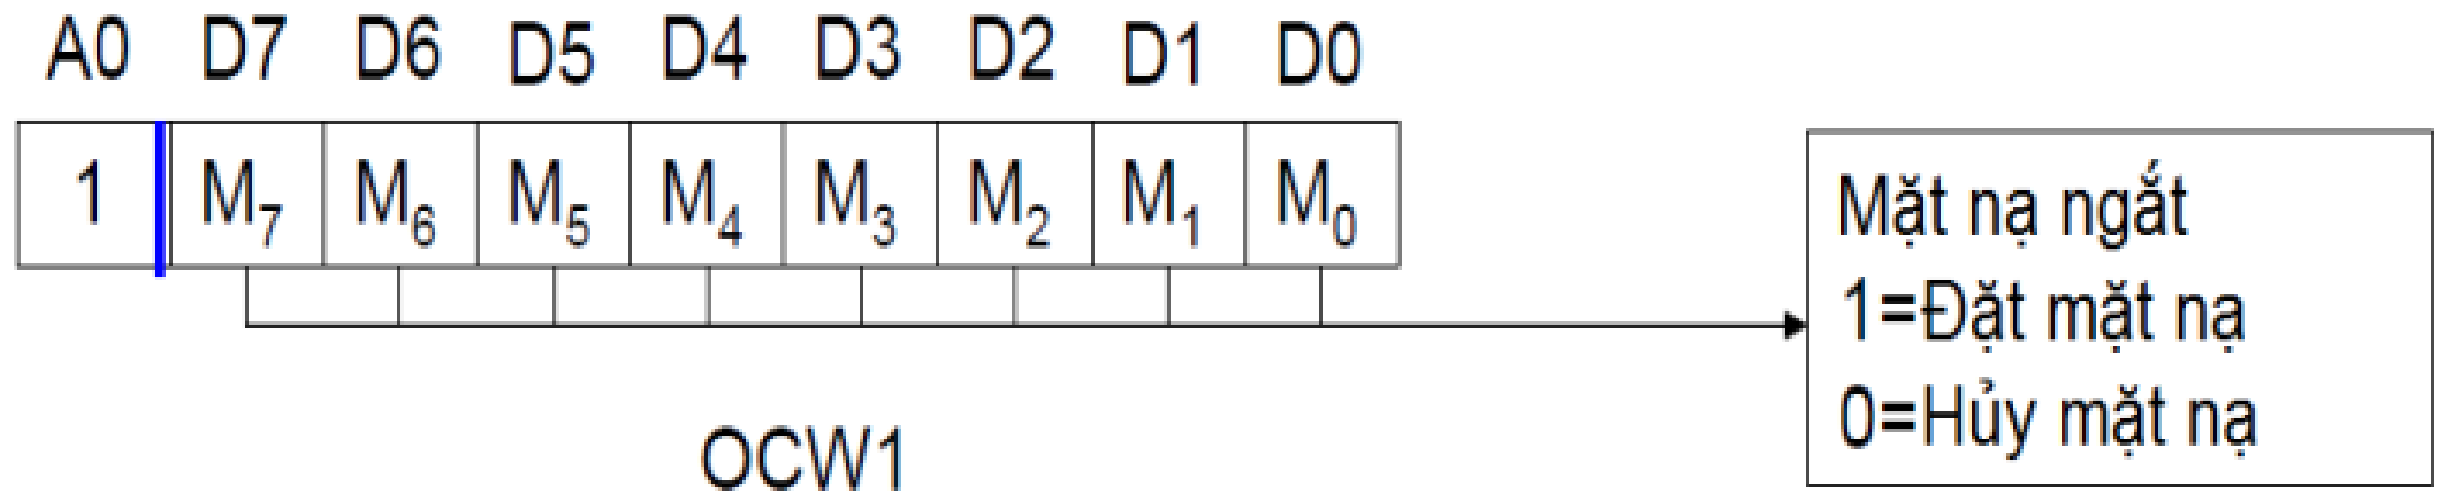 A0 D7 D6 D5 D4 D3 D2 D1 D0
1 M7 M6 M5 M4 M3 M2 M1 M0
Mặt nạ ngắt
1=Đặt mặt nạ
0=Hủy mặt nạ
OCW1